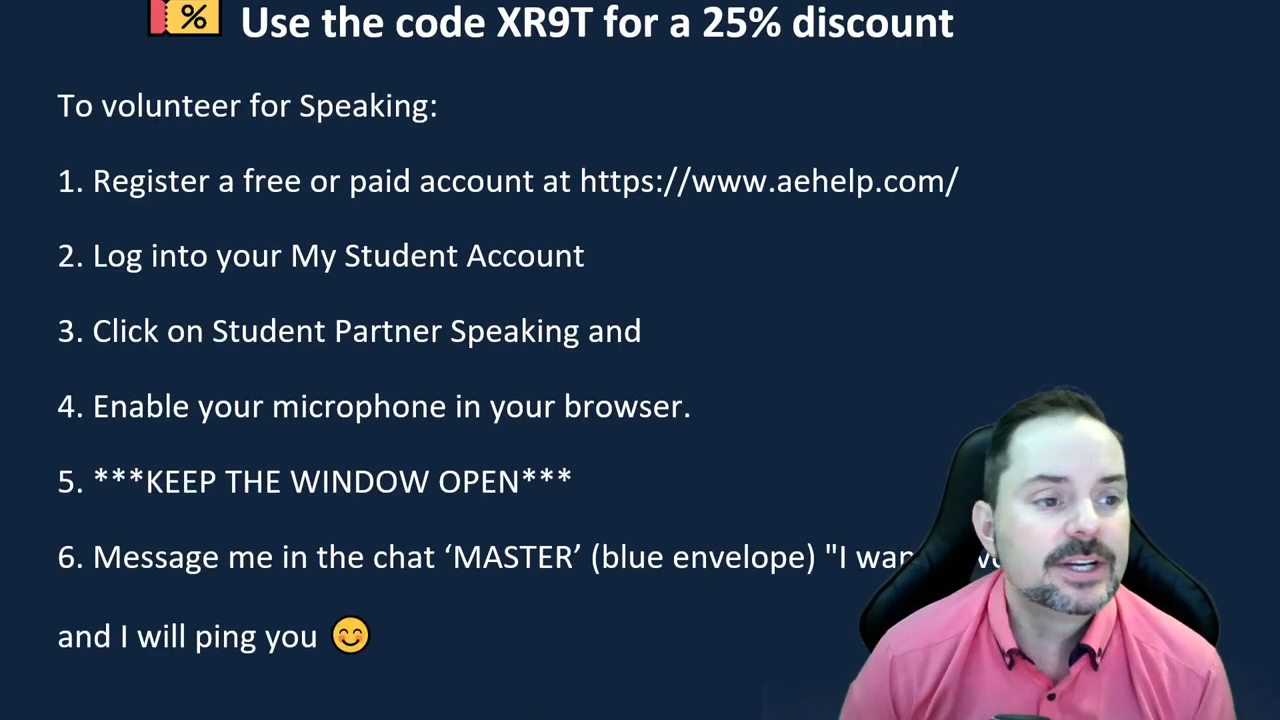 Use the code XR9T for a 25% discount
To volunteer for Speaking:
1. Register a free or paid account at https://www.aehelp.com/
2. Log into your My Student Account
3. Click on Student Partner Speaking and
4. Enable your microphone in your browser.
5. ***KEEP THE WINDOW OPEN***
6. Message me in the chat ‘MASTER’ (blue envelope) "I
and I will ping you 😊